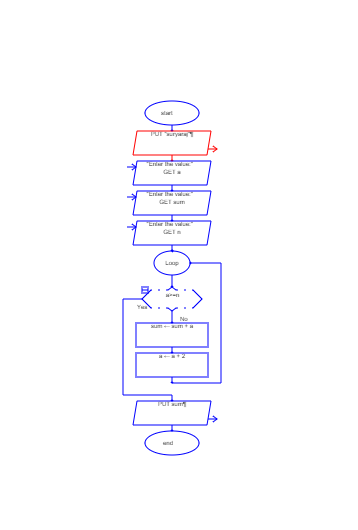 start
PUT "suryaraj"¶
"Enter the value."
GET a
"Enter the value."
GET sum
"Enter the value."
GET n
Loop
a>=n
Yes
No
sum ← sum + a
a ← a + 2
PUT sum¶
end